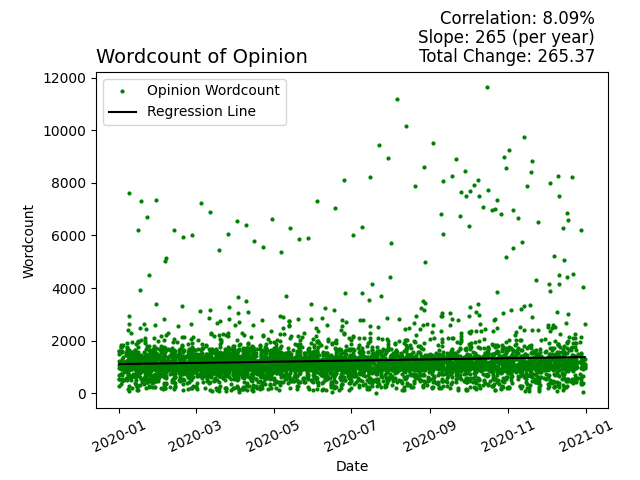 Correlation: 8.09%
Slope: 265 (per year)
Total Change: 265.37
Wordcount of Opinion
Opinion Wordcount
Regression Line
12000
10000
8000
6000
4000
2000
0
Wordcount
2020-01
2020-03
2020-05
2020-07
2020-09
2020-11
2021-01
Date